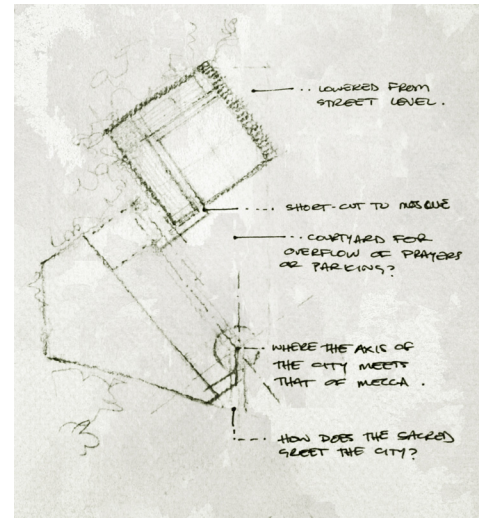 LOWERED FROM
STREET LEVEL.
SHORT-CUT TO MOSQUE
COURTYARD FOR
OVERFLOW OF PRAYERS
OR PARKING?
WHERE THE AXIS OF
THE CITY MEETS
THAT OF MECCA.
HOW DOES THE SACRED
GREET THE CITY?